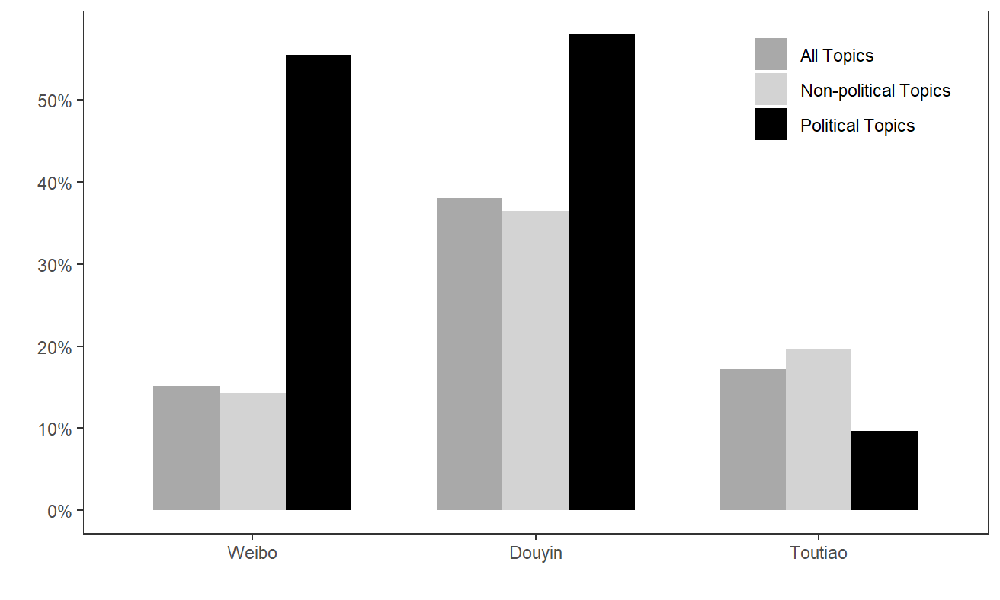 All Topics
Non-political Topics
Political Topics
50%
40%
30%
20%
10%
0%
Weibo Douyin Toutiao